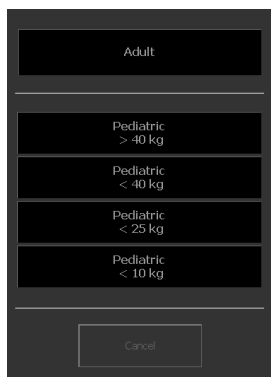 Adult
Pediatric
> 40 kg
Pediatric
< 40 kg
Pediatric
< 25 kg
Pediatric
< 10 kg
Cancel